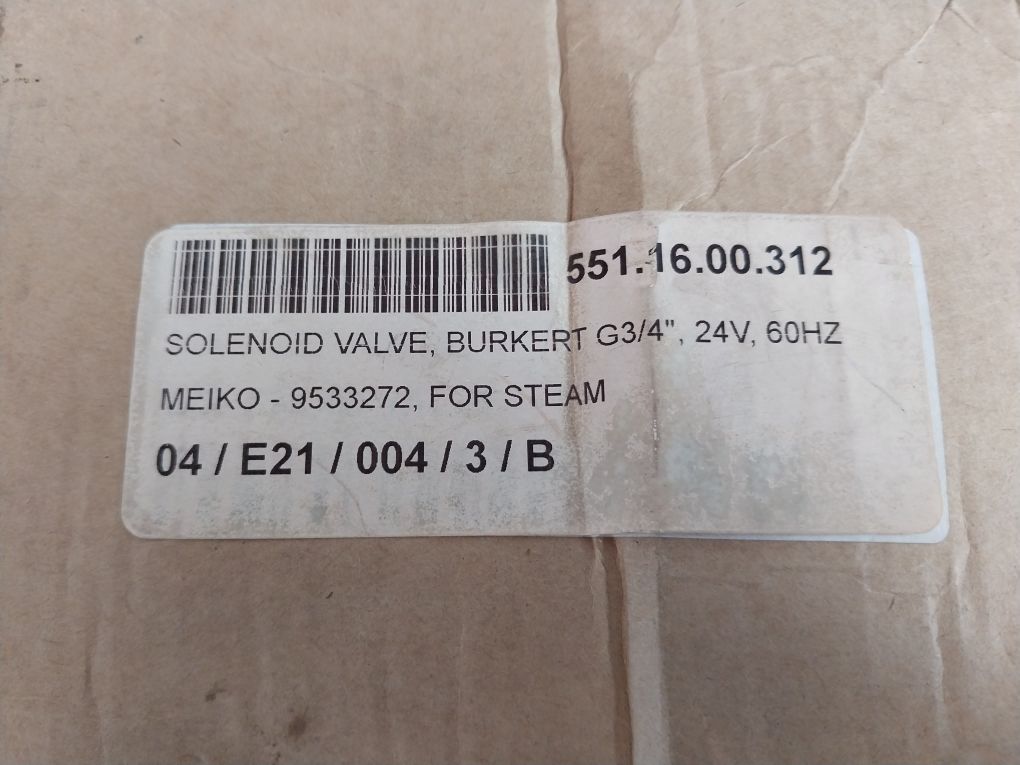 551.16.00.312
SOLENOID VALVE, BURKERT G3/4", 24V, 60HZ
MEIKO - 9533272, FOR STEAM
04 / E21 / 004 / 3 / B